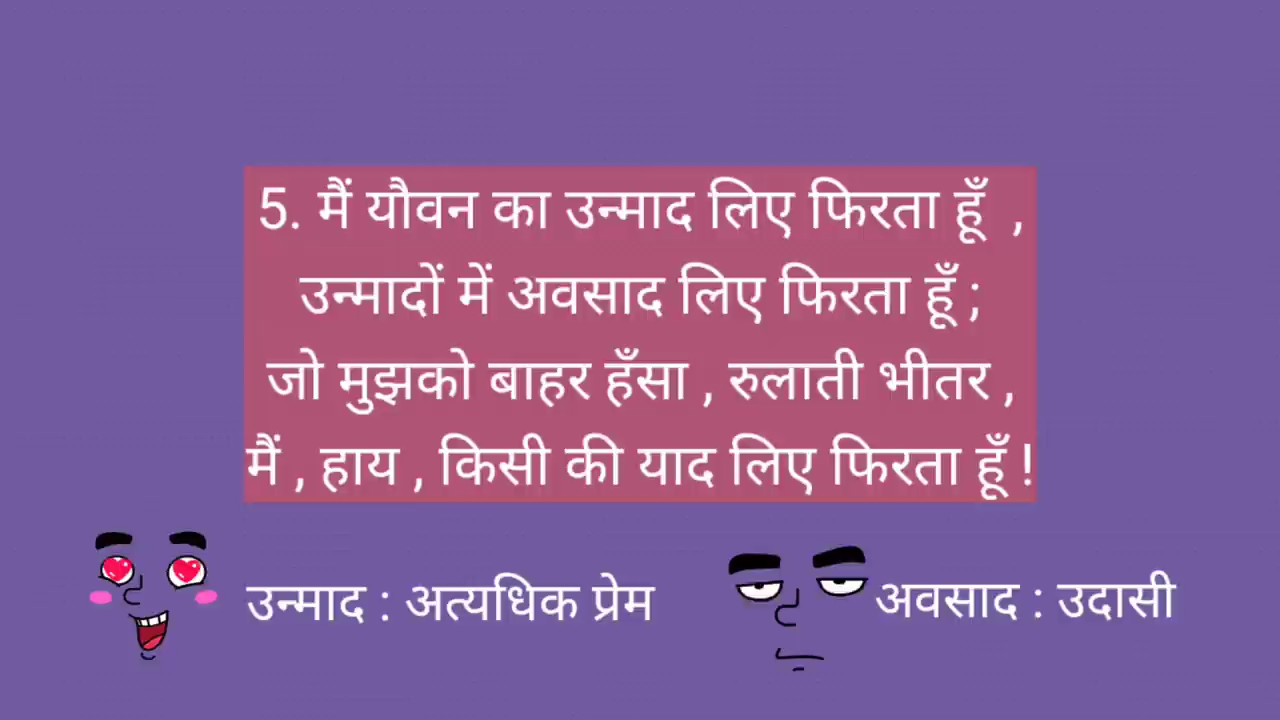 5. मैं यौवन का उन्माद लिए फिरता हूँ ,
उन्मादों में अवसाद लिए फिरता हूँ ;
जो मुझको बाहर हँसा , रुलाती भीतर ,
मैं , हाय , किसी की याद लिए फिरता हूँ !
उन्माद : अत्यधिक प्रेम
अवसाद : उदासी